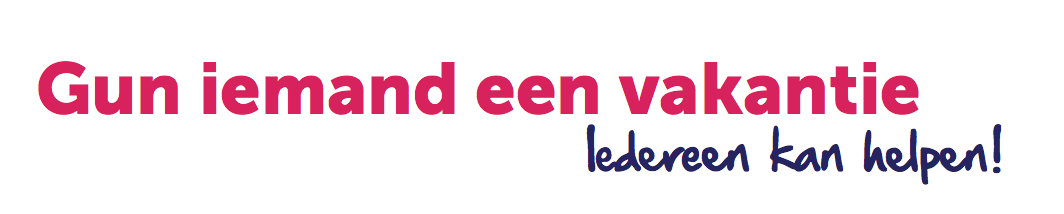 Gun iemand een vakantie
Iedereen kan helpen!